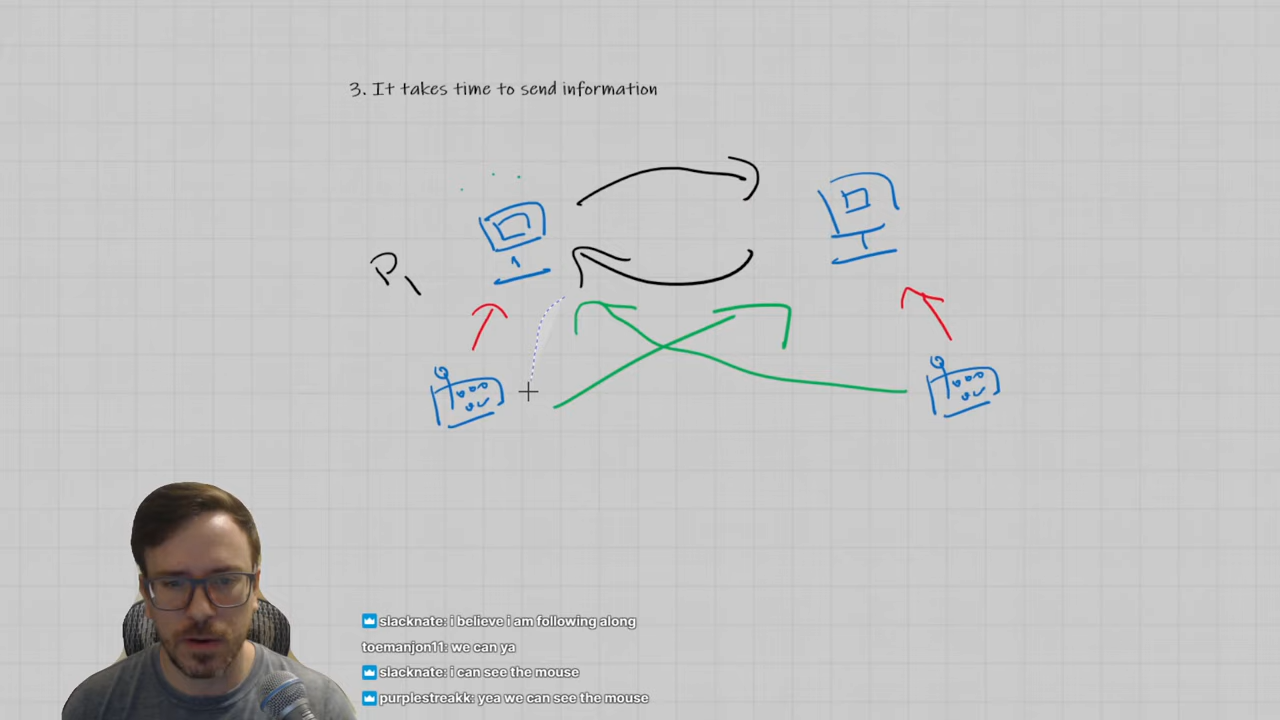 3. It takes time to send information
P1
slacknate: i believe i am following along
toemanjon11: we can ya
slacknate: i can see the mouse
purplestreakk: yea we can see the mouse